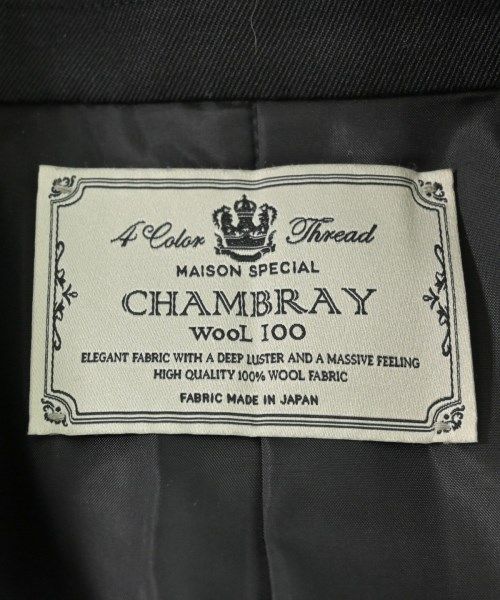 4 Color Thread
MAISON SPECIAL
CHAMBRAY
WOOL 100
ELEGANT FABRIC WITH A DEEP LUSTER AND A MASSIVE FEELING
HIGH QUALITY 100% WOOL FABRIC
FABRIC MADE IN JAPAN